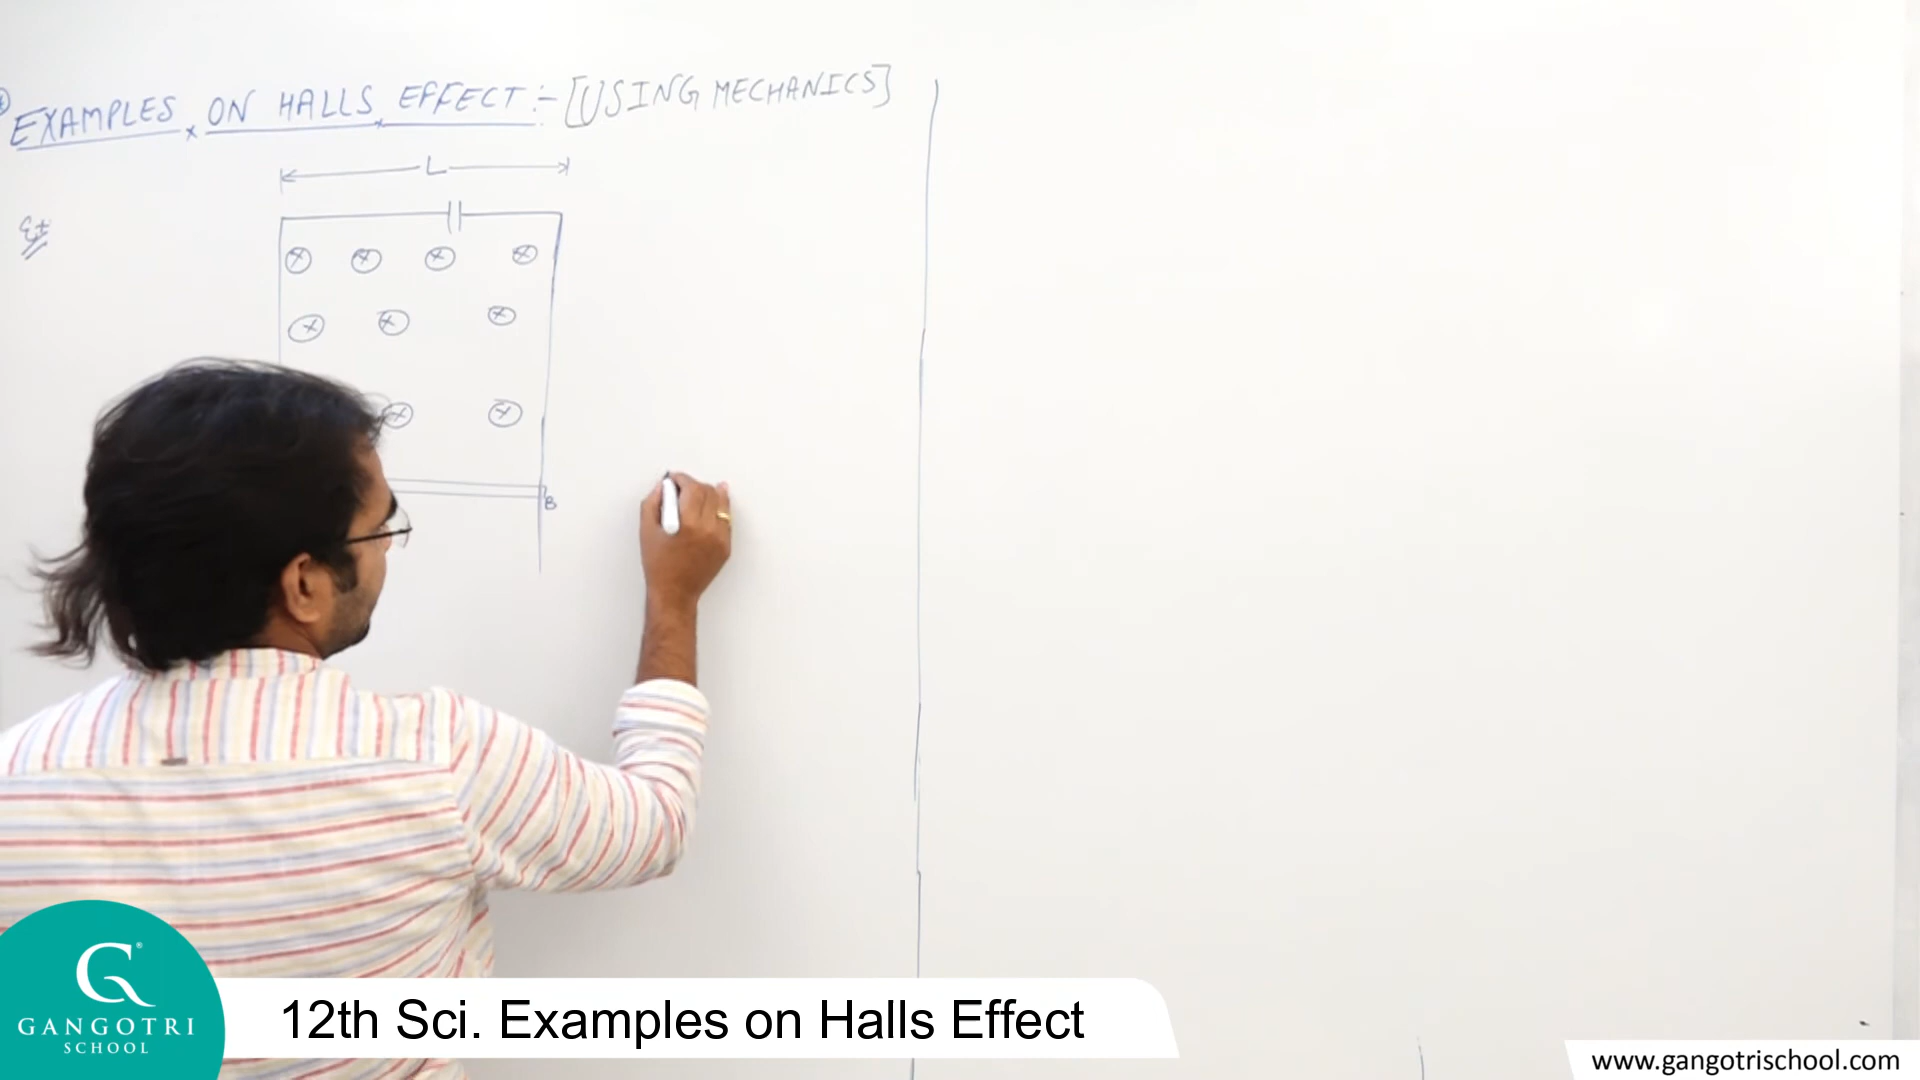 EXAMPLES ON HALLS EFFECT :- [USING MECHANICS]
L
B
G®
GANGOTRI
SCHOOL
12th Sci. Examples on Halls Effect
www.gangotrischool.com